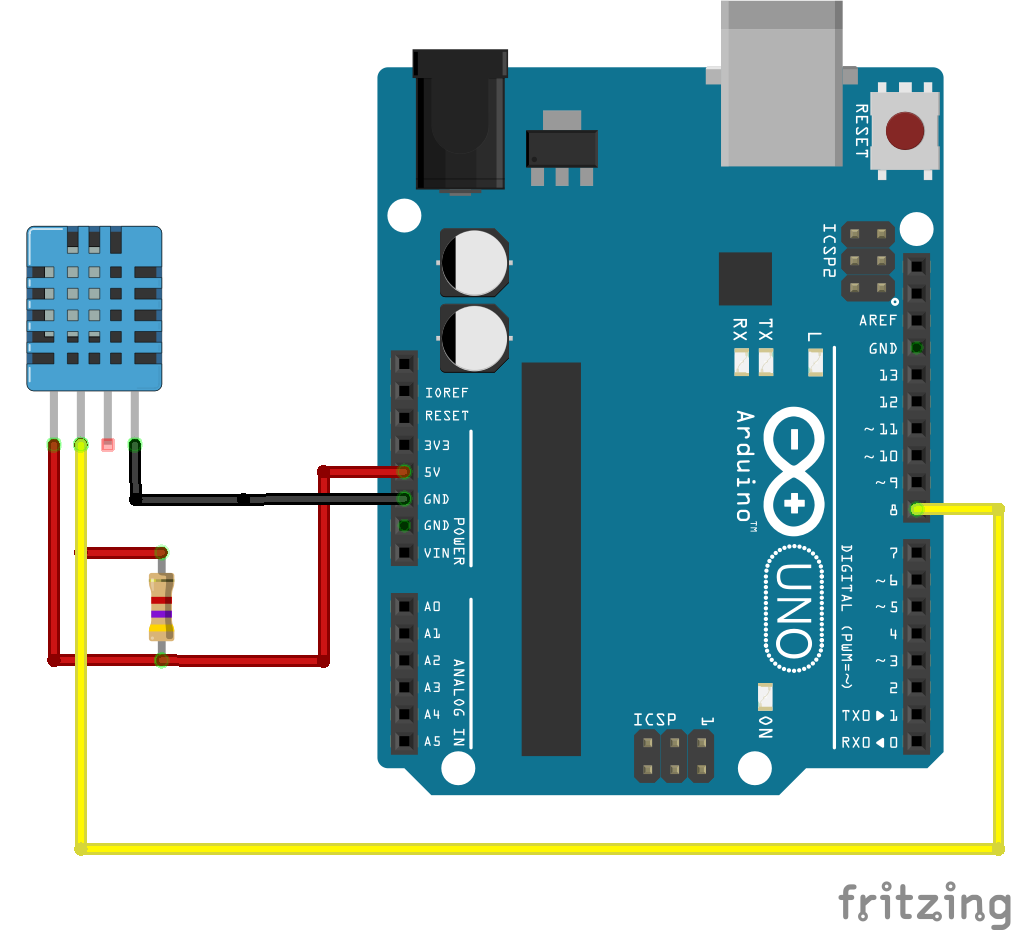 RESET
ICSP2
AREF
GND
13
12
~11
~10
~9
8
7
~6
~5
4
~3
2
TXO▶1
RXO◀0
DIGITAL (PWM=~)
RX
TX
L
Arduino™
UNO
ON
ICSP
1
IOREF
RESET
3V3
5V
GND
GND
VIN
POWER
A0
A1
A2
A3
A4
A5
ANALOG IN
fritzing